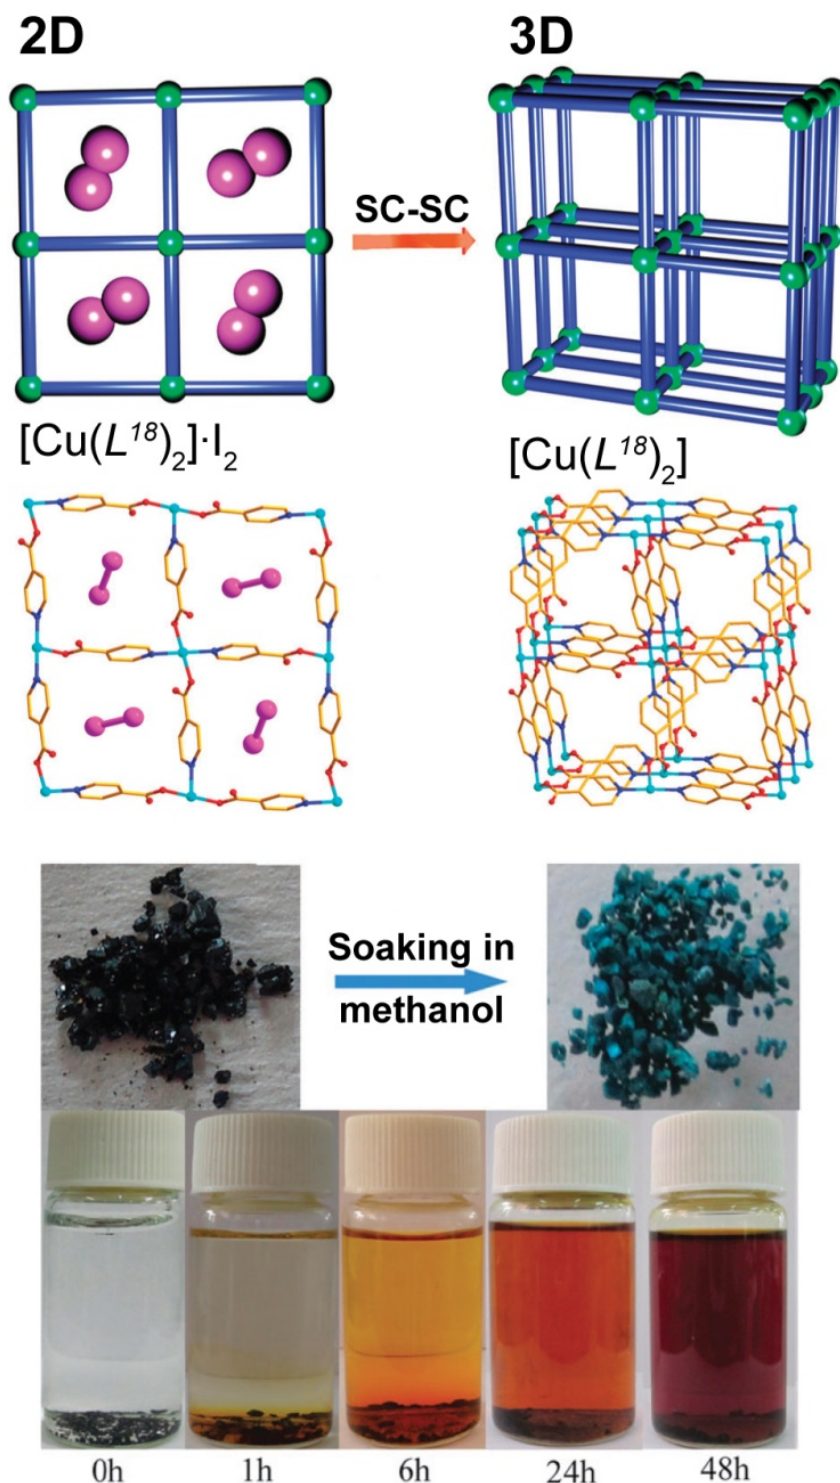 2D 3D
SC-SC
[Cu(L¹⁸)₂]·I₂ [Cu(L¹⁸)₂]
Soaking in
methanol
0h 1h 6h 24h 48h